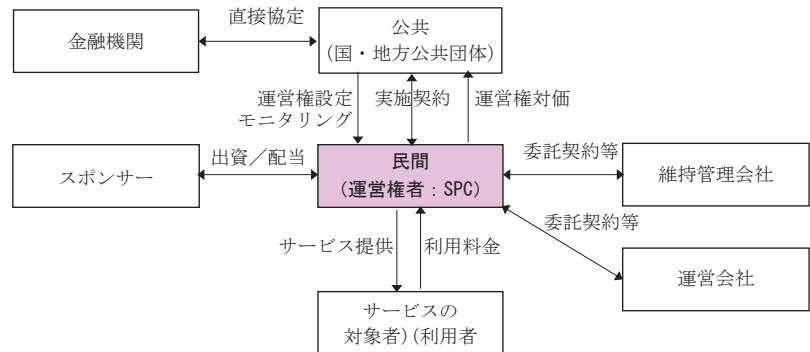 直接協定
金融機関
公共
(国・地方公共団体)
運営権設定
モニタリング
実施契約
運営権対価
スポンサー
出資／配当
民間
(運営権者：SPC)
委託契約等
維持管理会社
委託契約等
サービス提供
利用料金
運営会社
サービスの
対象者)(利用者